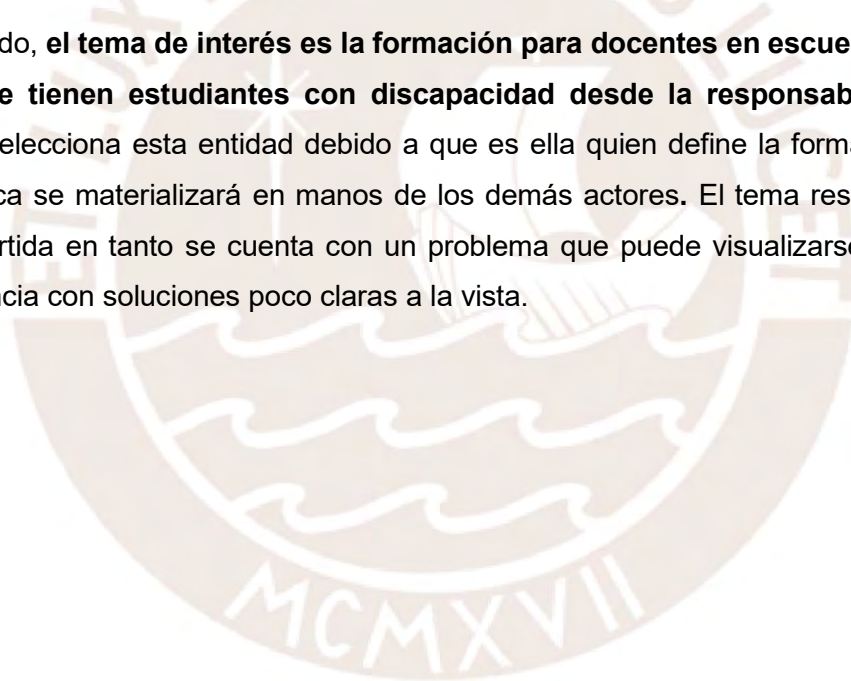 do, el tema de interés es la formación para docentes en escue
e tienen estudiantes con discapacidad desde la responsab
elecciona esta entidad debido a que es ella quien define la forma
ca se materializará en manos de los demás actores. El tema res
rtida en tanto se cuenta con un problema que puede visualizarse
ncia con soluciones poco claras a la vista.
MCMXVII